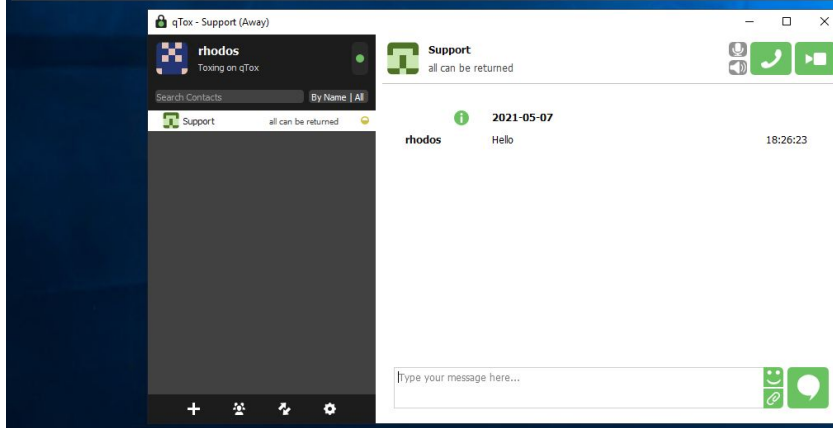 qTox - Support (Away)
rhodos
Toxing on qTox
Search Contacts
By Name | All
Support
all can be returned
Support
all can be returned
2021-05-07
rhodos Hello 18:26:23
Type your message here...